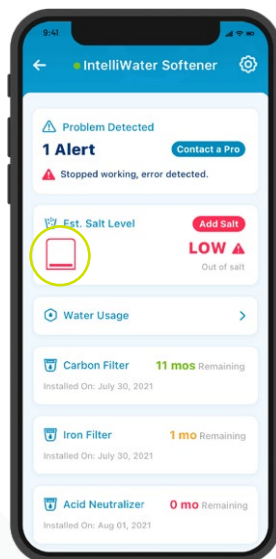 9:41
IntelliWater Softener
Problem Detected
1 Alert
Contact a Pro
Stopped working, error detected.
Est. Salt Level
Add Salt
LOW
Out of salt
Water Usage
Carbon Filter 11 mos Remaining
Installed On: July 30, 2021
Iron Filter 1 mo Remaining
Installed On: July 30, 2021
Acid Neutralizer 0 mo Remaining
Installed On: Aug 01, 2021